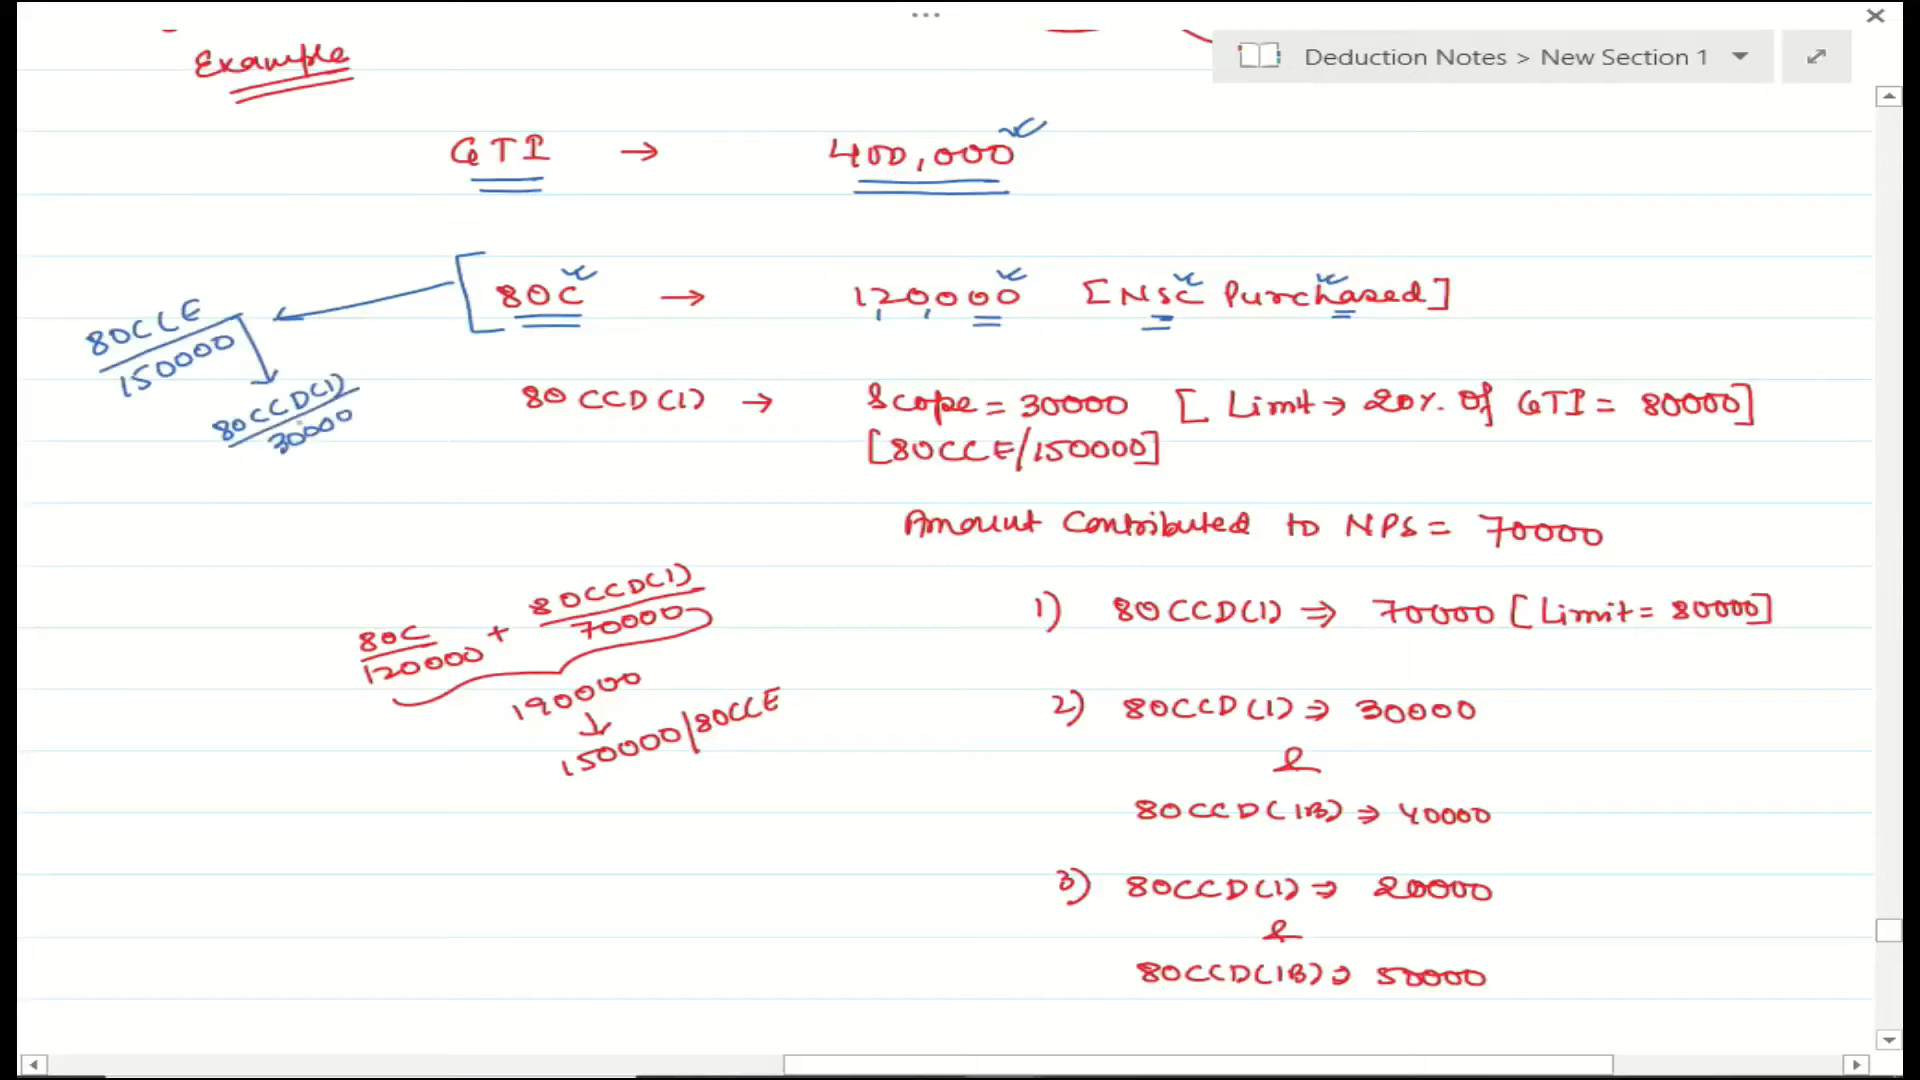 Deduction Notes > New Section 1
Example
GTI → 400,000
80C → 120000 [NSC Purchased]
80CCE
150000
80CCD(1)
30000
80CCD(1) → Scope = 30000 [Limit → 20% Of GTI = 80000]
[80CCE/150000]
Amount Contributed to NPS = 70000
80C
120000
+
80CCD(1)
70000
190000
↓
150000/80CCE
1) 80CCD(1) ⇒ 70000 [Limit = 80000]
2) 80CCD(1) ⇒ 30000
&
80CCD(1B) ⇒ 40000
3) 80CCD(1) ⇒ 20000
&
80CCD(1B) ⇒ 50000